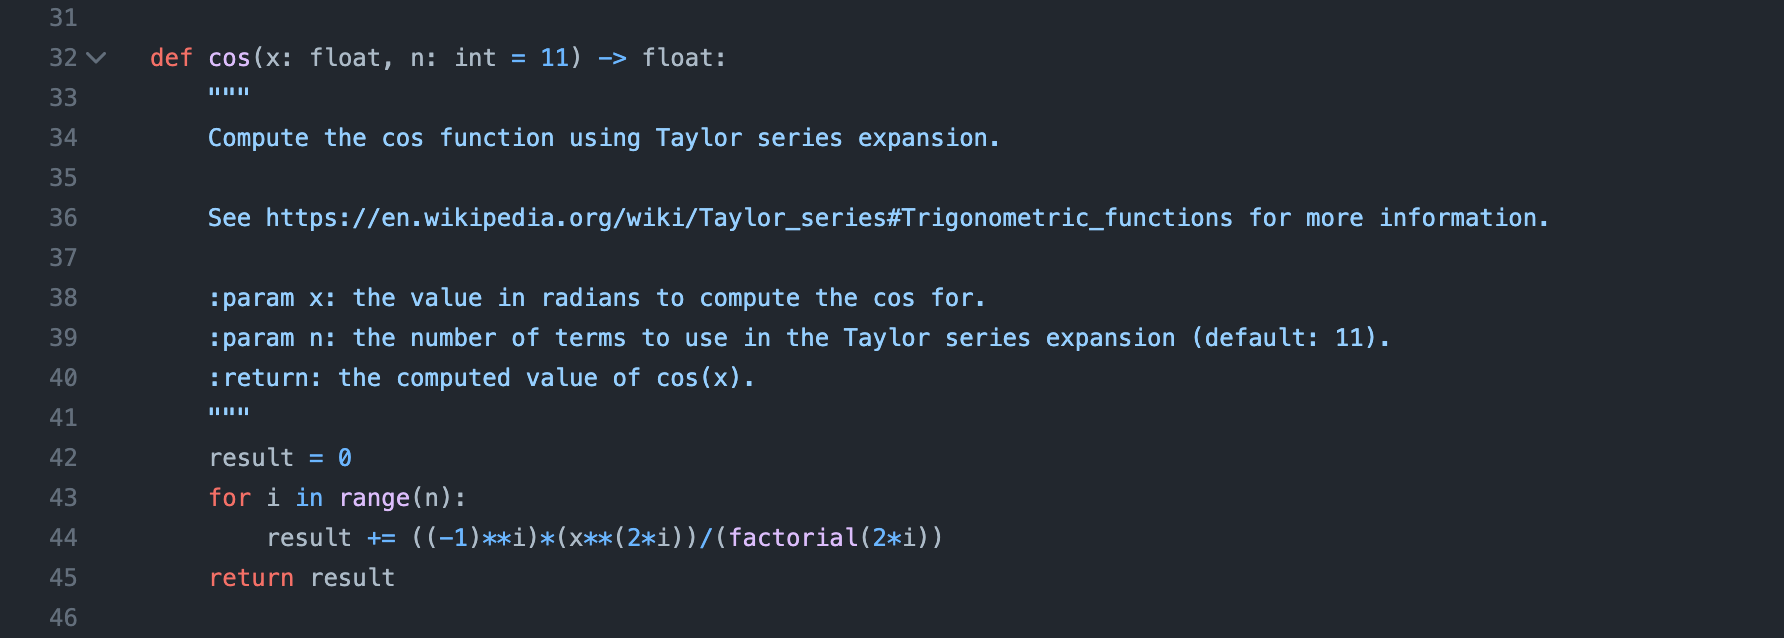 31
32 def cos(x: float, n: int = 11) -> float:
33 """
34 Compute the cos function using Taylor series expansion.
35
36 See https://en.wikipedia.org/wiki/Taylor_series#Trigonometric_functions for more information.
37
38 :param x: the value in radians to compute the cos for.
39 :param n: the number of terms to use in the Taylor series expansion (default: 11).
40 :return: the computed value of cos(x).
41 """
42 result = 0
43 for i in range(n):
44 result += ((-1)**i)*(x**(2*i))/(factorial(2*i))
45 return result
46